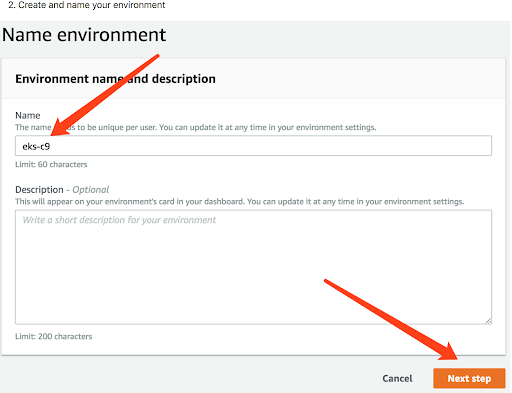 2. Create and name your environment
Name environment
Environment name and description
Name
The name to be unique per user. You can update it at any time in your environment settings.
eks-c9
Limit: 60 characters
Description - Optional
This will appear on your environment's card in your dashboard. You can update it at any time in your environment settings.
Write a short description for your environment
Limit: 200 characters
Cancel
Next step